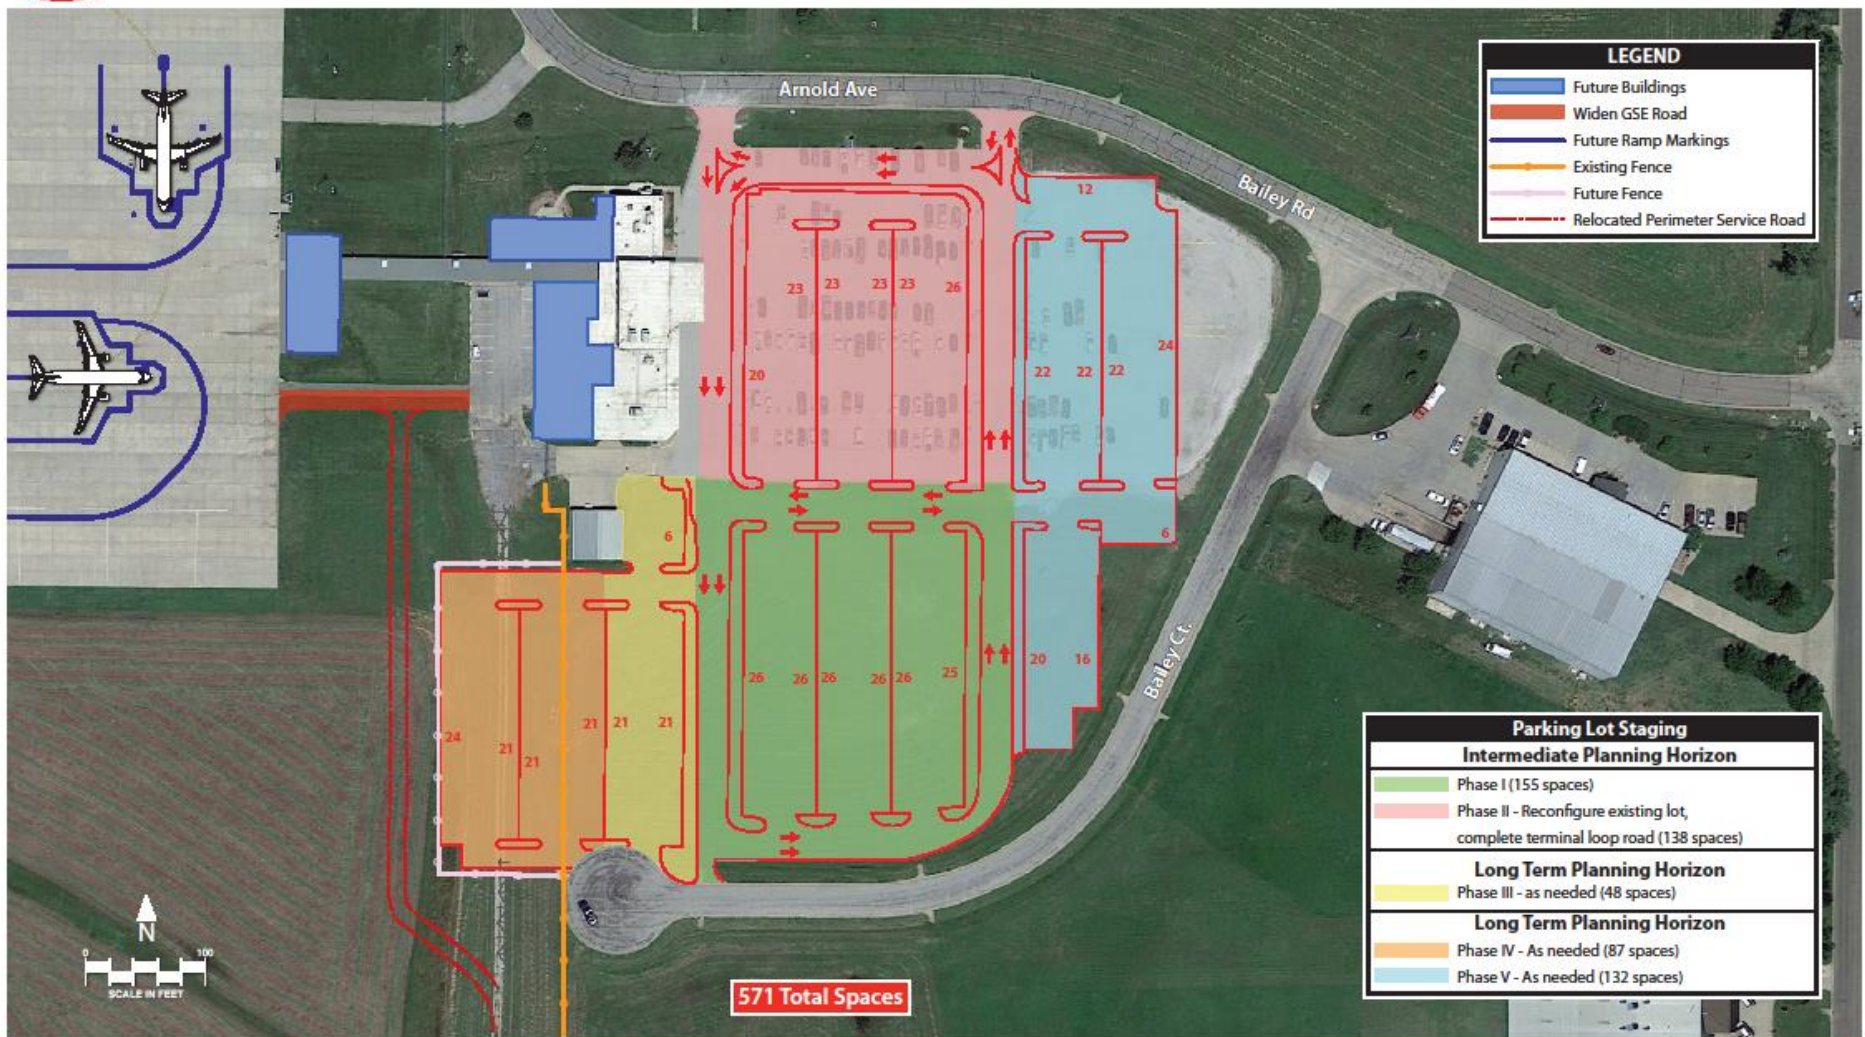 Arnold Ave
Bailey Rd
Bailey Ct.
LEGEND
Future Buildings
Widen GSE Road
Future Ramp Markings
Existing Fence
Future Fence
Relocated Perimeter Service Road
12
23 23 23 23 26
20
22 22 22
24
6
6
26 26 26 26 26 25
20 16
24 21 21 21 21 21
Parking Lot Staging
Intermediate Planning Horizon
Phase I (155 spaces)
Phase II - Reconfigure existing lot,
complete terminal loop road (138 spaces)
Long Term Planning Horizon
Phase III - as needed (48 spaces)
Long Term Planning Horizon
Phase IV - As needed (87 spaces)
Phase V - As needed (132 spaces)
N
0 100
SCALE IN FEET
571 Total Spaces